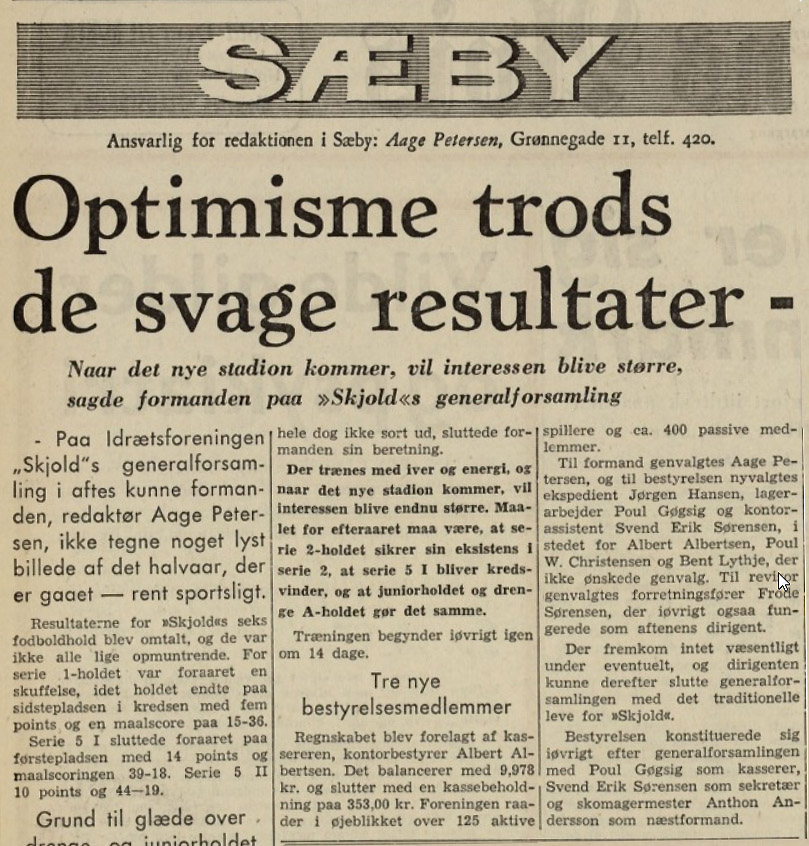 SÆBY
Ansvarlig for redaktionen i Sæby: Aage Petersen, Grønnegade 11, telf. 420.
Optimisme trods
de svage resultater -
Naar det nye stadion kommer, vil interessen blive større,
sagde formanden paa »Skjold«s generalforsamling
- Paa Idrætsforeningen
„Skjold"s generalforsam-
ling i aftes kunne forman-
den, redaktør Aage Peter-
sen, ikke tegne noget lyst
billede af det halvaar, der
er gaaet — rent sportsligt.
Resultaterne for »Skjold«s seks
fodboldhold blev omtalt, og de var
ikke alle lige opmuntrende. For
serie 1-holdet var foraaret en
skuffelse, idet holdet endte paa
sidstepladsen i kredsen med fem
points og en maalscore paa 15-36.
Serie 5 I sluttede foraaret paa
førstepladsen med 14 points og
maalscoringen 39-18. Serie 5 II
10 points og 44—19.
Grund til glæde over
drenge- og juniorholdet
hele dog ikke sort ud, sluttede for-
manden sin beretning.
Der trænes med iver og energi, og
naar det nye stadion kommer, vil
interessen blive endnu større. Maa-
let for efteraaret maa være, at se-
rie 2-holdet sikrer sin eksistens i
serie 2, at serie 5 I bliver kreds-
vinder, og at juniorholdet og dren-
ge A-holdet gør det samme.
Træningen begynder iøvrigt igen
om 14 dage.
Tre nye
bestyrelsesmedlemmer
Regnskabet blev forelagt af kas-
sereren, kontorbestyrer Albert Al-
bertsen. Det balancerer med 9,978
kr. og slutter med en kassebehold-
ning paa 353,00 kr. Foreningen raa-
der i øjeblikket over 125 aktive
spillere og ca. 400 passive med-
lemmer.
Til formand genvalgtes Aage Pe-
tersen, og til bestyrelsen nyvalgtes
ekspedient Jørgen Hansen, lager-
arbejder Poul Gøgsig og kontor-
assistent Svend Erik Sørensen, i
stedet for Albert Albertsen, Poul
W. Christensen og Bent Lythje, der
ikke ønskede genvalg. Til revisor
genvalgtes forretningsfører Frode
Sørensen, der iøvrigt ogsaa fun-
gerede som aftenens dirigent.
Der fremkom intet væsentligt
under eventuelt, og dirigenten
kunne derefter slutte generalfor-
samlingen med det traditionelle
leve for »Skjold«.
Bestyrelsen konstituerede sig
iøvrigt efter generalforsamlingen
med Poul Gøgsig som kasserer,
Svend Erik Sørensen som sekretær
og skomagermester Anthon An-
dersson som næstformand.